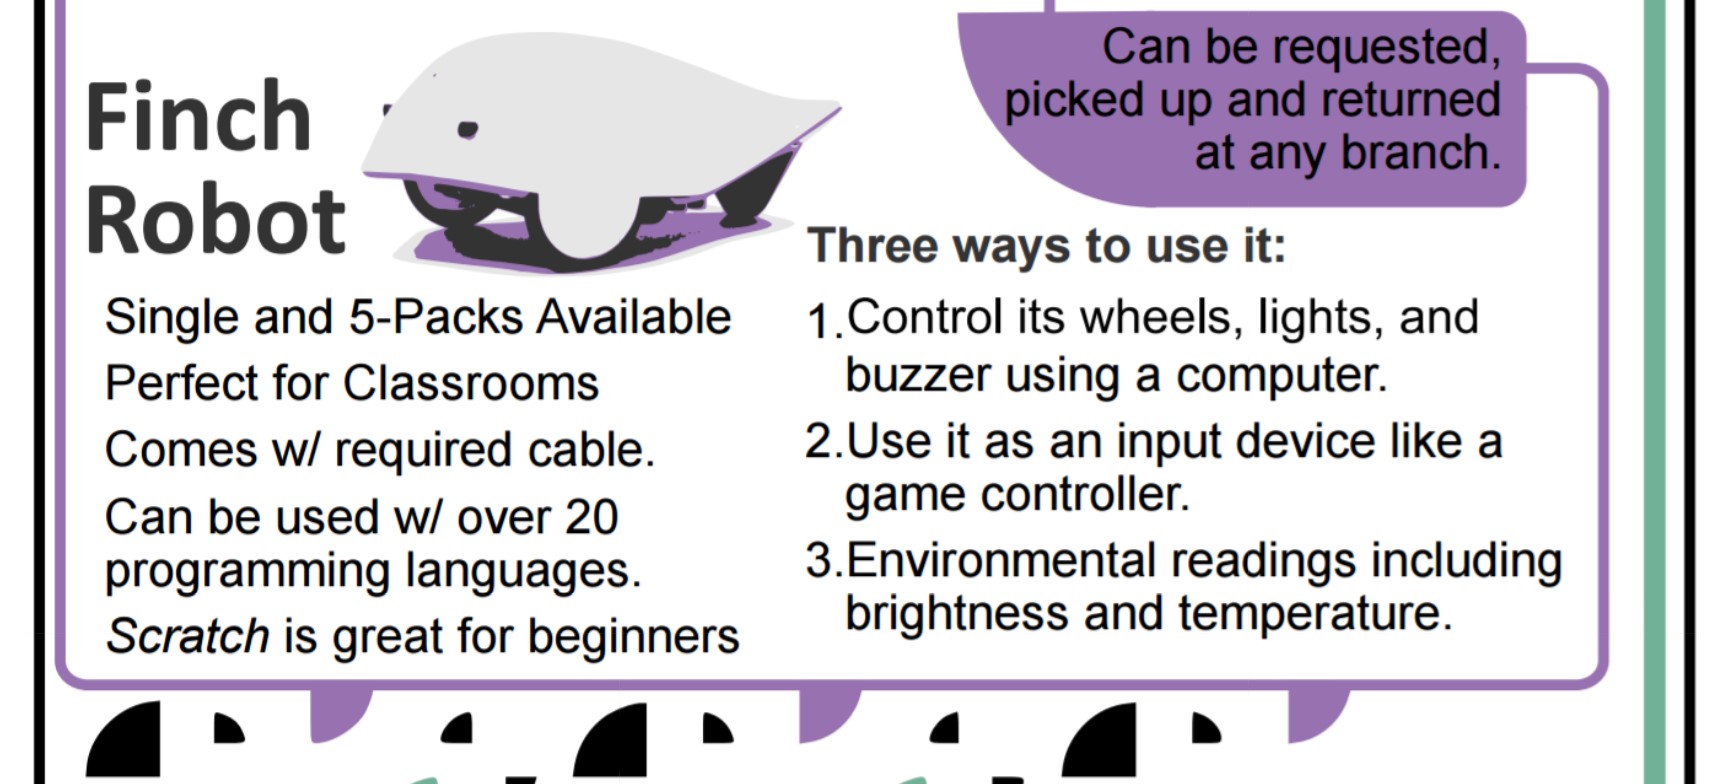 Finch
Robot
Single and 5-Packs Available
Perfect for Classrooms
Comes w/ required cable.
Can be used w/ over 20
programming languages.
Scratch is great for beginners
Can be requested,
picked up and returned
at any branch.
Three ways to use it:
1.Control its wheels, lights, and
buzzer using a computer.
2.Use it as an input device like a
game controller.
3.Environmental readings including
brightness and temperature.